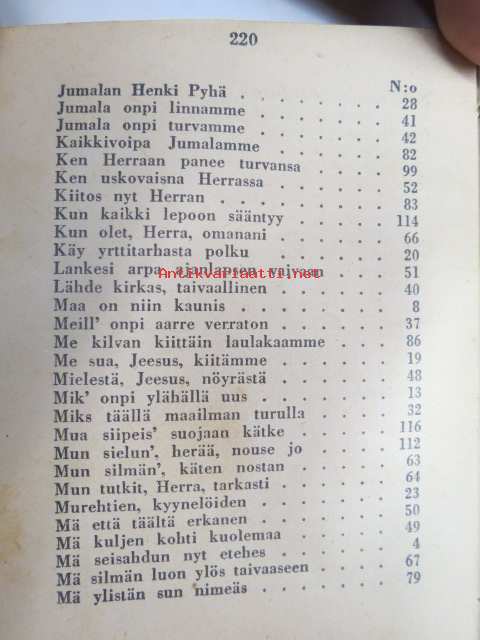 220
N:o
Jumalan Henki Pyhä . . . . . . . . 28
Jumala onpi linnamme . . . . . . . 41
Jumala onpi turvamme . . . . . . . 42
Kaikkivoipa Jumalamme . . . . . . 82
Ken Herraan panee turvansa . . . . 99
Ken uskovaisna Herrassa . . . . . . 52
Kiitos nyt Herran . . . . . . . . 83
Kun kaikki lepoon sääntyy . . . . . 114
Kun olet, Herra, omanani . . . . . 66
Käy yrttitarhasta polku . . . . . . 20
Lankesi arpa ajanlapsen vaivaan . . . 51
Antikvariaatti.net
Lähde kirkas, taivaallinen . . . . . 40
Maa on niin kaunis . . . . . . . 8
Meill' onpi aarre verraton . . . . . 37
Me kilvan kiittäin laulakaamme . . . 86
Me sua, Jeesus, kiitämme . . . . . 19
Mielestä, Jeesus, nöyrästä . . . . . 48
Mik' onpi ylähällä uus . . . . . . 13
Miks täällä maailman turulla . . . . 32
Mua siipeis' suojaan kätke . . . . . 116
Mun sielun', herää, nouse jo . . . . 112
Mun silmän', käten nostan . . . . . 63
Mun tutkit, Herra, tarkasti . . . . . 64
Murehtien, kyynelöiden . . . . . . 23
Mä että täältä erkanen . . . . . . 50
Mä kuljen kohti kuolemaa . . . . . 49
Mä seisahdun nyt etehes . . . . . . 4
Mä silmän luon ylös taivaaseen . . . 67
Mä ylistän sun nimeäs . . . . . . 79